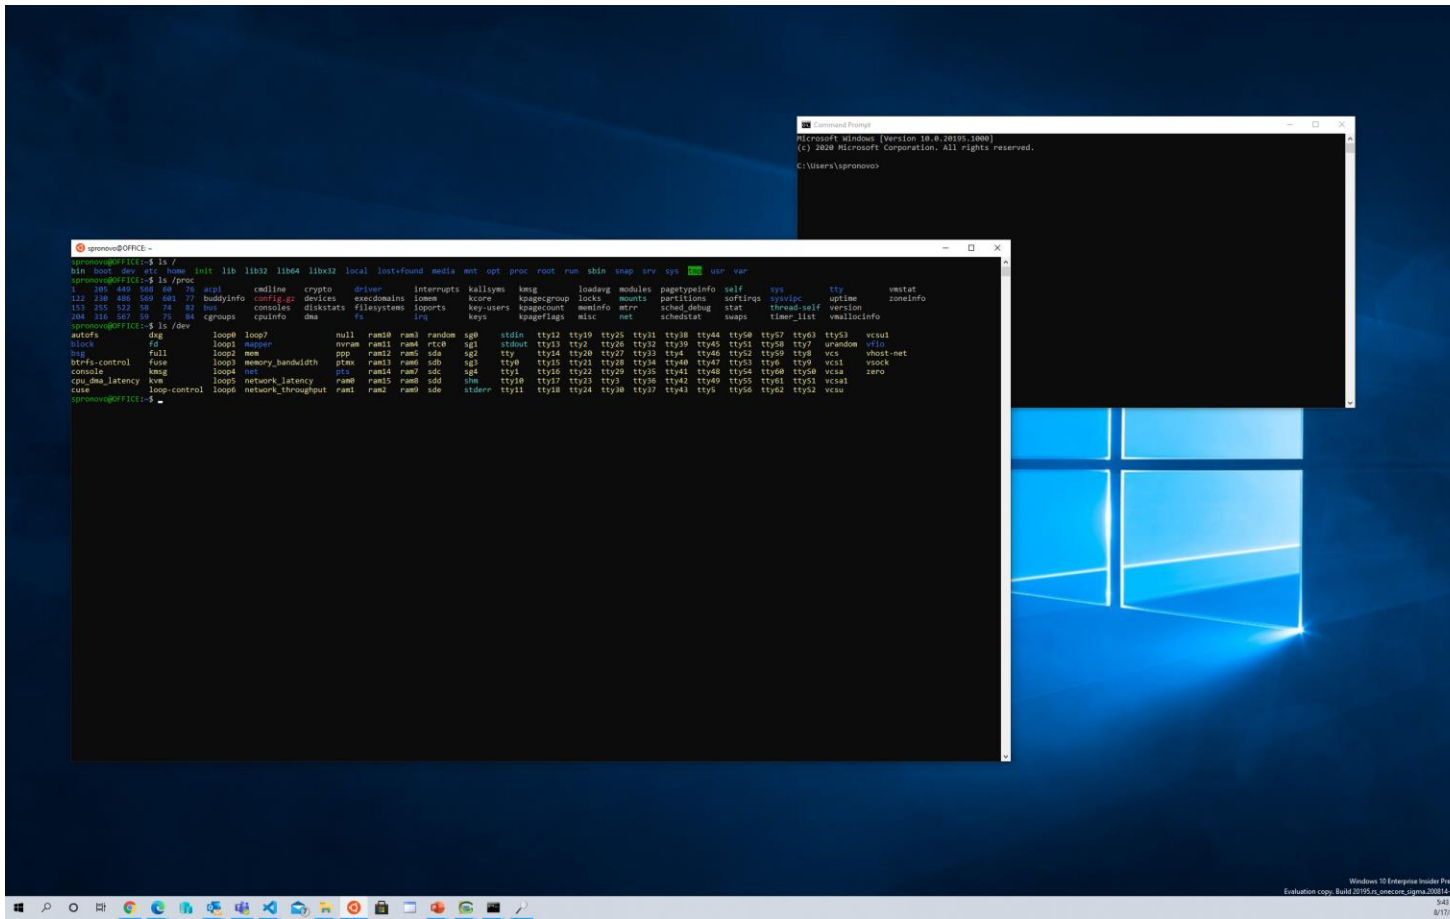 Command Prompt
Microsoft Windows [Version 10.0.20195.1000]
(c) 2020 Microsoft Corporation. All rights reserved.
C:\Users\spronovo>
spronovo@OFFICE: ~
spronovo@OFFICE:~$ ls /
bin boot dev etc home init lib lib32 lib64 libx32 local lost+found media mnt opt proc root run sbin snap srv sys tmp usr var
spronovo@OFFICE:~$ ls /proc
1 205 449 568 60 76 acpi cmdline crypto driver interrupts kallsyms kmsg loadavg modules pagetypeinfo self sys tty vmstat
122 230 486 569 601 77 buddyinfo config.gz devices execdomains iomem kcore kpagecgroup locks mounts partitions softirqs sysvipc uptime zoneinfo
153 255 522 58 74 82 bus consoles diskstats filesystems ioports key-users kpagecount meminfo mtrr sched_debug stat thread-self version
204 316 567 59 75 84 cgroups cpuinfo dma fs irq keys kpageflags misc net schedstat swaps timer_list vmallocinfo
spronovo@OFFICE:~$ ls /dev
autofs dxg loop0 loop7 null ram10 ram3 random sg0 stdin tty12 tty19 tty25 tty31 tty38 tty44 tty50 tty57 tty63 ttyS3 vcsu1
block fd loop1 mapper nvram ram11 ram4 rtc0 sg1 stdout tty13 tty2 tty26 tty32 tty39 tty45 tty51 tty58 tty7 urandom vfio
bsg full loop2 mem ppp ram12 ram5 sda sg2 tty tty14 tty20 tty27 tty33 tty4 tty46 tty52 tty59 tty8 vcs vhost-net
btrfs-control fuse loop3 memory_bandwidth ptmx ram13 ram6 sdb sg3 tty0 tty15 tty21 tty28 tty34 tty40 tty47 tty53 tty6 tty9 vcs1 vsock
console kmsg loop4 net pts ram14 ram7 sdc sg4 tty1 tty16 tty22 tty29 tty35 tty41 tty48 tty54 tty60 ttyS0 vcsa zero
cpu_dma_latency kvm loop5 network_latency ram0 ram15 ram8 sdd shm tty10 tty17 tty23 tty3 tty36 tty42 tty49 tty55 tty61 ttyS1 vcsa1
cuse loop-control loop6 network_throughput ram1 ram2 ram9 sde stderr tty11 tty18 tty24 tty30 tty37 tty43 tty5 tty56 tty62 ttyS2 vcsu
spronovo@OFFICE:~$
Windows 10 Enterprise Insider Pre
Evaluation copy. Build 20195.rs_onecore_sigma.200814-
5:43
8/17/